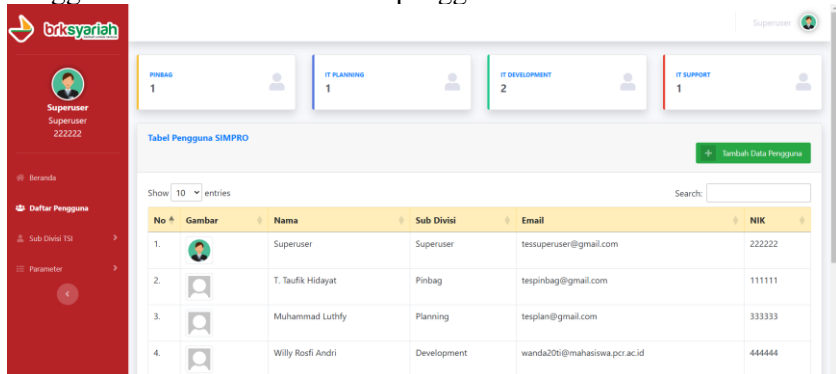 brksyariah
Superuser
Superuser
Superuser
222222
Beranda
Daftar Pengguna
Sub Divisi TSI
Parameter
PINBAG
1
IT PLANNING
1
IT DEVELOPMENT
2
IT SUPPORT
1
Tabel Pengguna SIMPRO
+ Tambah Data Pengguna
Show 10 entries
Search:
No Gambar Nama Sub Divisi Email NIK
1. Superuser Superuser tessuperuser@gmail.com 222222
2. T. Taufik Hidayat Pinbag tespinbag@gmail.com 111111
3. Muhammad Luthfy Planning tesplan@gmail.com 333333
4. Willy Rosfi Andri Development wanda20ti@mahasiswa.pcr.ac.id 444444